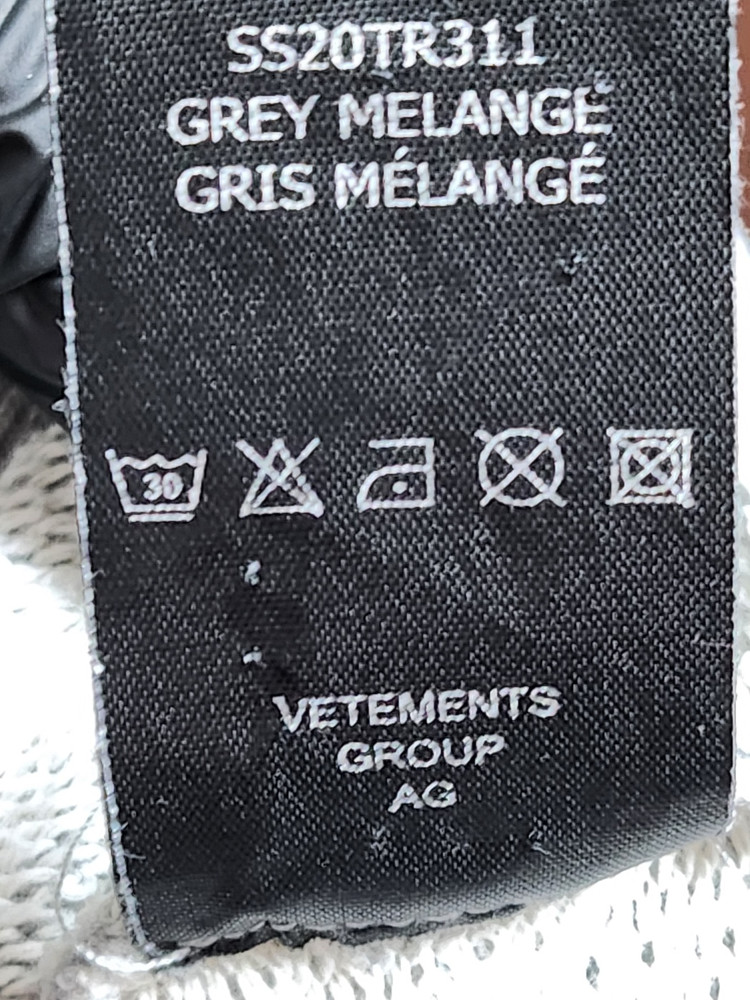 SS20TR311
GREY MELANGE
GRIS MÉLANGÉ
30
VETEMENTS
GROUP
AG